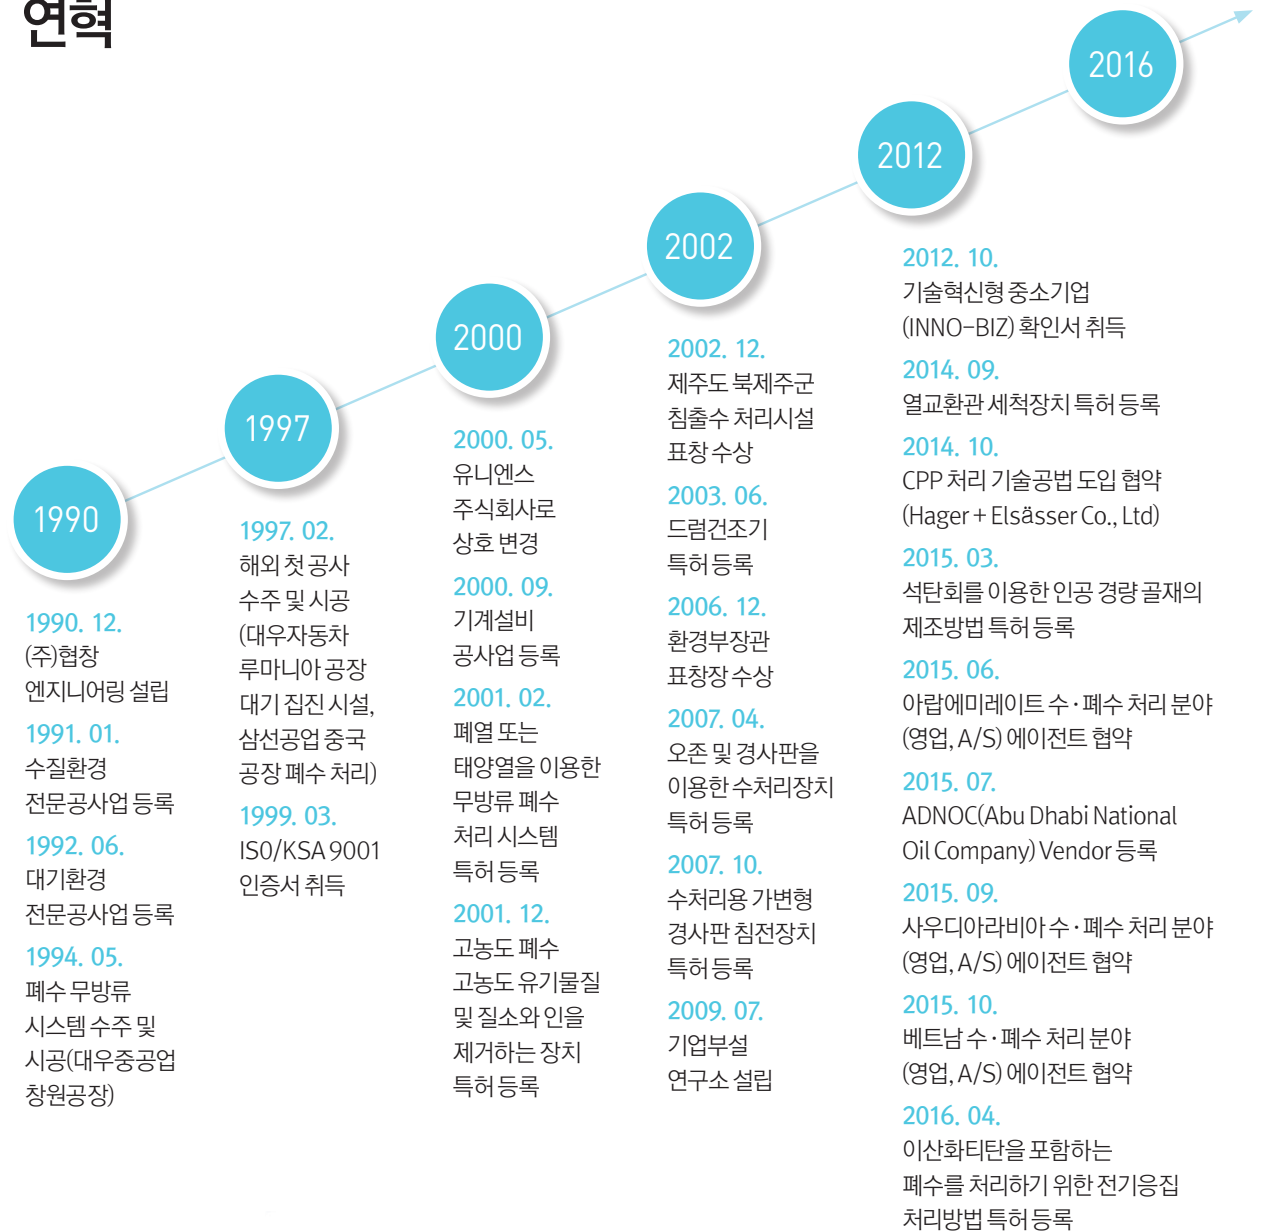 연혁
1990
1990. 12.
(주)협창
엔지니어링 설립
1991. 01.
수질환경
전문공사업 등록
1992. 06.
대기환경
전문공사업 등록
1994. 05.
폐수 무방류
시스템 수주 및
시공(대우중공업
창원공장)
1997
1997. 02.
해외 첫 공사
수주 및 시공
(대우자동차
루마니아 공장
대기 집진 시설,
삼선공업 중국
공장 폐수 처리)
1999. 03.
ISO/KSA 9001
인증서 취득
2000
2000. 05.
유니엔스
주식회사로
상호 변경
2000. 09.
기계설비
공사업 등록
2001. 02.
폐열 또는
태양열을 이용한
무방류 폐수
처리 시스템
특허 등록
2001. 12.
고농도 폐수
고농도 유기물질
및 질소와 인을
제거하는 장치
특허 등록
2002
2002. 12.
제주도 북제주군
침출수 처리시설
표창 수상
2003. 06.
드럼건조기
특허 등록
2006. 12.
환경부장관
표창장 수상
2007. 04.
오존 및 경사판을
이용한 수처리장치
특허 등록
2007. 10.
수처리용 가변형
경사판 침전장치
특허 등록
2009. 07.
기업부설
연구소 설립
2012
2016
2012. 10.
기술혁신형 중소기업
(INNO-BIZ) 확인서 취득
2014. 09.
열교환관 세척장치 특허 등록
2014. 10.
CPP 처리 기술공법 도입 협약
(Hager + Elsässer Co., Ltd)
2015. 03.
석탄회를 이용한 인공 경량 골재의
제조방법 특허 등록
2015. 06.
아랍에미레이트 수·폐수 처리 분야
(영업, A/S) 에이전트 협약
2015. 07.
ADNOC(Abu Dhabi National
Oil Company) Vendor 등록
2015. 09.
사우디아라비아 수·폐수 처리 분야
(영업, A/S) 에이전트 협약
2015. 10.
베트남 수·폐수 처리 분야
(영업, A/S) 에이전트 협약
2016. 04.
이산화티탄을 포함하는
폐수를 처리하기 위한 전기응집
처리방법 특허 등록